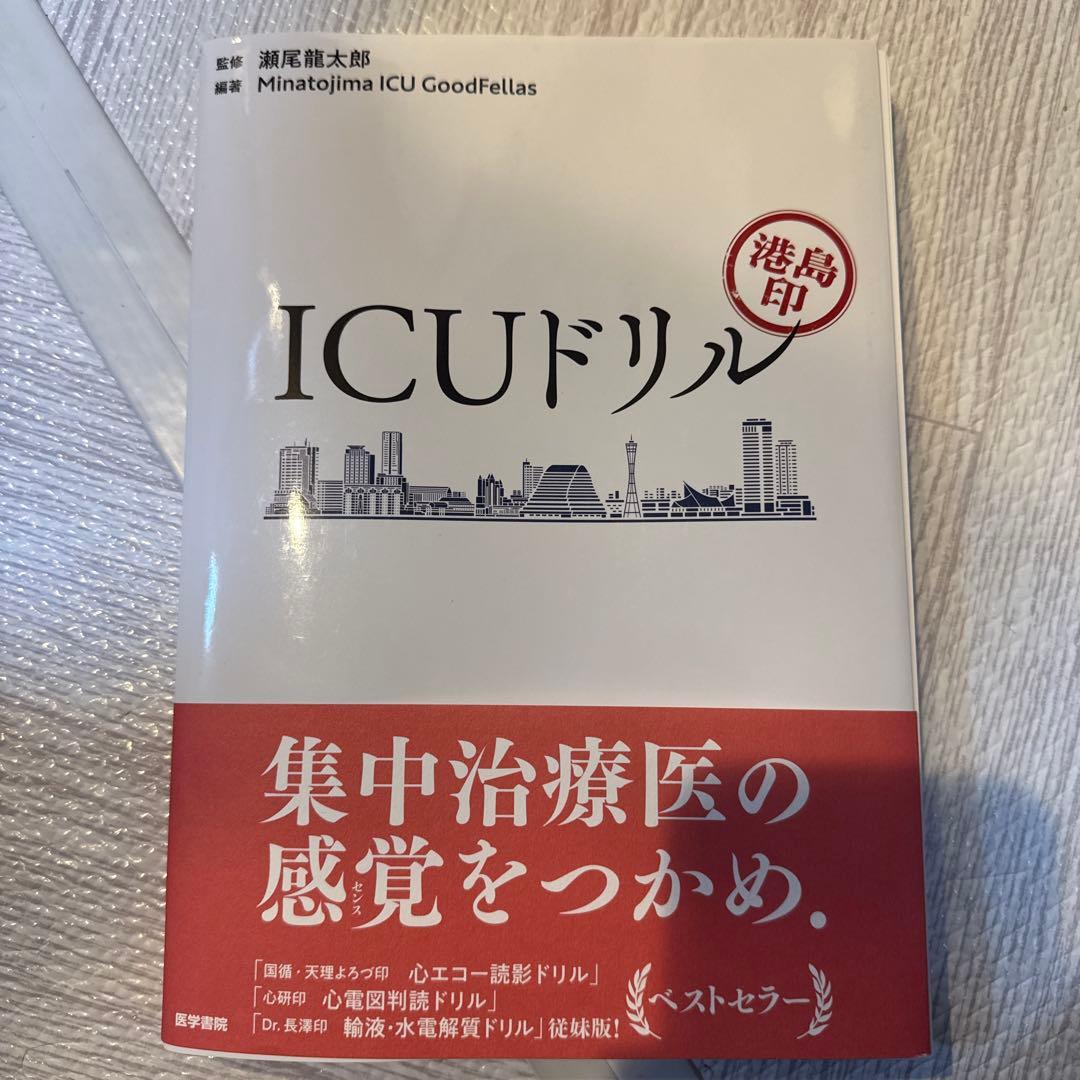 監修 瀬尾龍太郎
編著 Minatojima ICU GoodFellas
港島
印
ICUドリル
集中治療医の
感覚をつかめ.
センス
「国循・天理よろづ印 心エコー読影ドリル」
「心研印 心電図判読ドリル」
「Dr.長澤印 輸液・水電解質ドリル」従妹版!
ベストセラー
医学書院